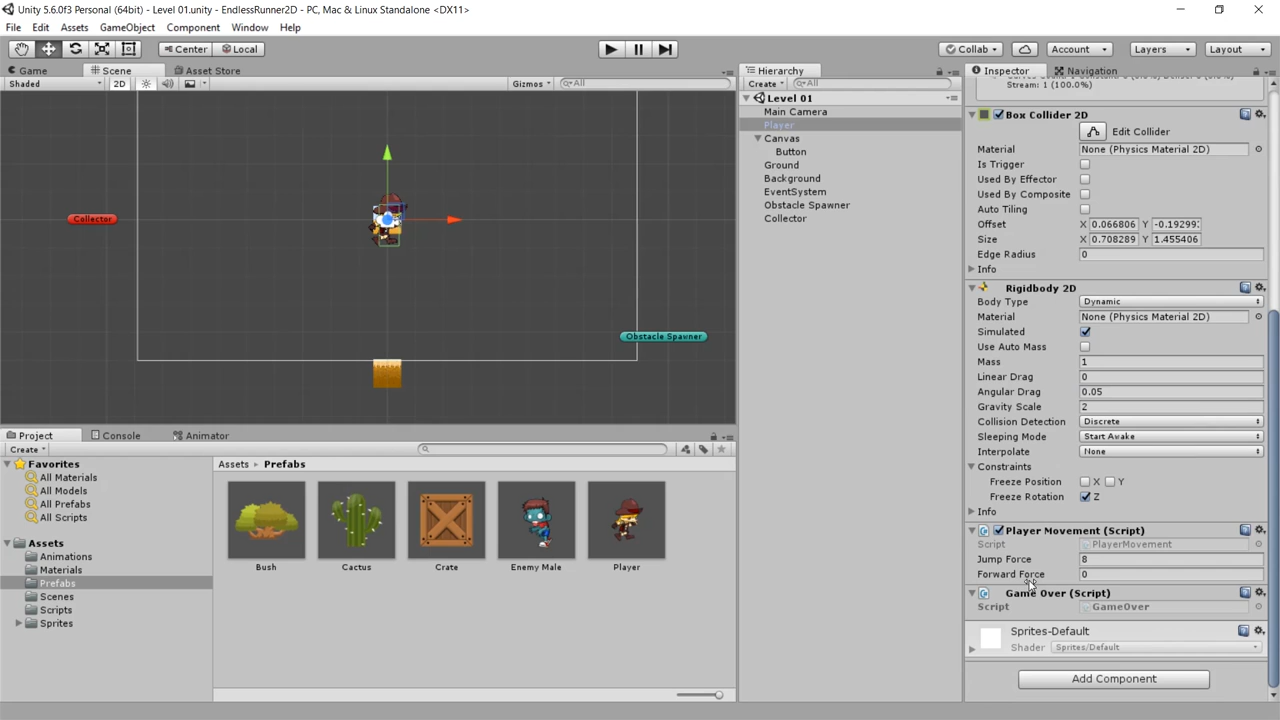 Unity 5.6.0f3 Personal (64bit) - Level 01.unity - EndlessRunner2D - PC, Mac & Linux Standalone <DX11>
File Edit Assets GameObject Component Window Help
Center Local Collab Account Layers Layout
Game Scene Asset Store
Shaded 2D Gizmos All
Collector
Obstacle Spawner
Hierarchy
Create All
Level 01
Main Camera
Player
Canvas
Button
Ground
Background
EventSystem
Obstacle Spawner
Collector
Project Console Animator
Create
Favorites
All Materials
All Models
All Prefabs
All Scripts
Assets
Animations
Materials
Prefabs
Scenes
Scripts
Sprites
Assets Prefabs
Bush Cactus Crate Enemy Male Player
Inspector Navigation
Stream: 1 (100.0%)
Box Collider 2D
Edit Collider
Material None (Physics Material 2D)
Is Trigger
Used By Effector
Used By Composite
Auto Tiling
Offset X 0.066806 Y -0.19299
Size X 0.708289 Y 1.455406
Edge Radius 0
Info
Rigidbody 2D
Body Type Dynamic
Material None (Physics Material 2D)
Simulated
Use Auto Mass
Mass 1
Linear Drag 0
Angular Drag 0.05
Gravity Scale 2
Collision Detection Discrete
Sleeping Mode Start Awake
Interpolate None
Constraints
Freeze Position X Y
Freeze Rotation Z
Info
Player Movement (Script)
Script PlayerMovement
Jump Force 8
Forward Force 0
Game Over (Script)
Script GameOver
Sprites-Default
Shader Sprites/Default
Add Component